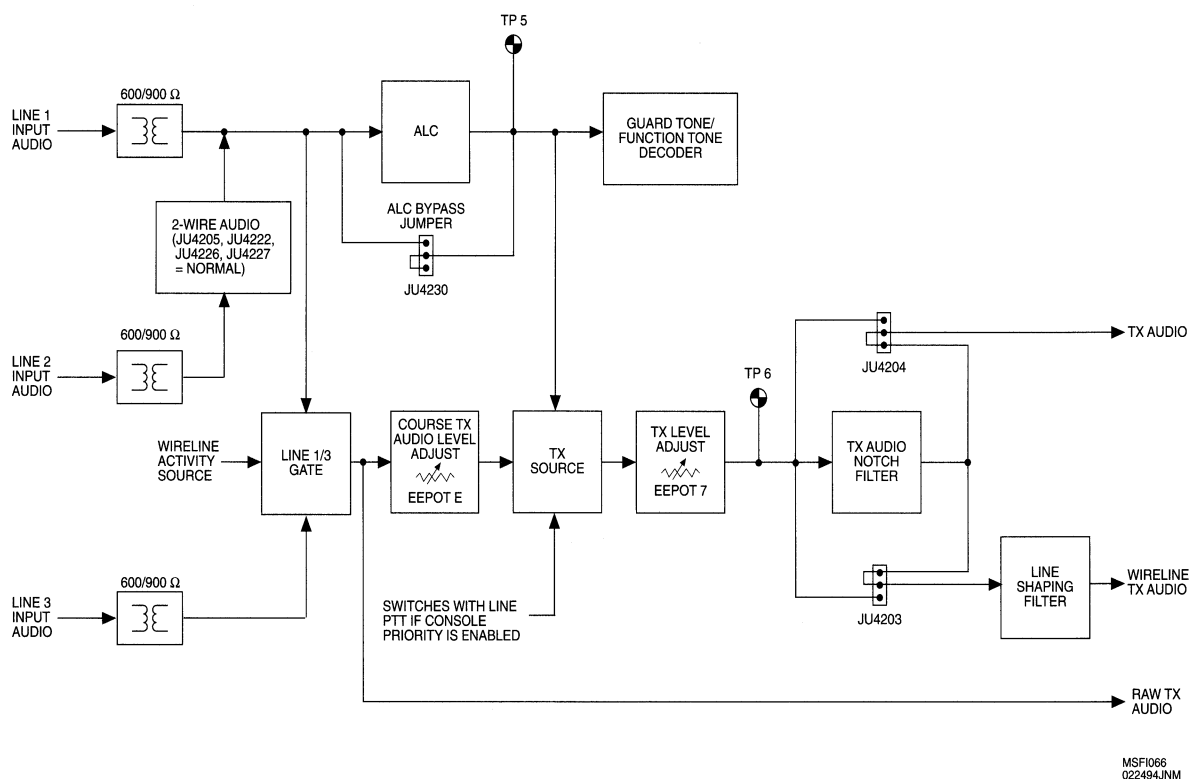 TP 5
600/900 Ω
LINE 1
INPUT
AUDIO
ALC
GUARD TONE/
FUNCTION TONE
DECODER
ALC BYPASS
JUMPER
JU4230
2-WIRE AUDIO
(JU4205, JU4222,
JU4226, JU4227
= NORMAL)
600/900 Ω
LINE 2
INPUT
AUDIO
TX AUDIO
JU4204
TP 6
WIRELINE
ACTIVITY
SOURCE
LINE 1/3
GATE
COURSE TX
AUDIO LEVEL
ADJUST
EEPOT E
TX
SOURCE
TX LEVEL
ADJUST
EEPOT 7
TX AUDIO
NOTCH
FILTER
600/900 Ω
LINE 3
INPUT
AUDIO
SWITCHES WITH LINE
PTT IF CONSOLE
PRIORITY IS ENABLED
JU4203
LINE
SHAPING
FILTER
WIRELINE
TX AUDIO
RAW TX
AUDIO
MSFI066
022494JNM